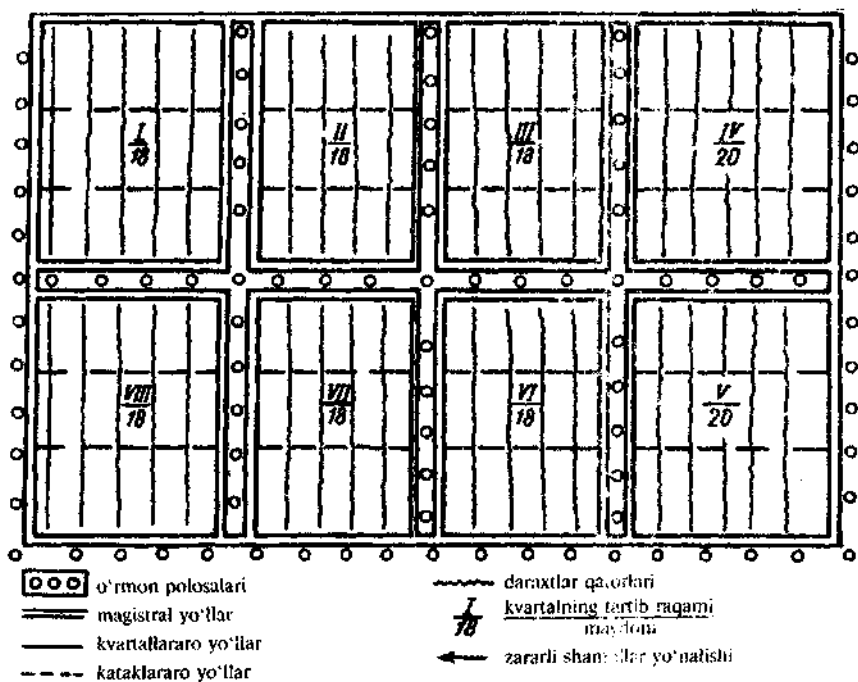 I/18 II/18 III/18 IV/20
VIII/18 VII/18 VI/18 V/20
o'rmon polosalari
magistral yo'llar
kvartallararo yo'llar
kataklararo yo'llar
daraxtlar qatorlari
I/18 kvartalning tartib raqami
maydoni
zararli shamollar yo'nalishi